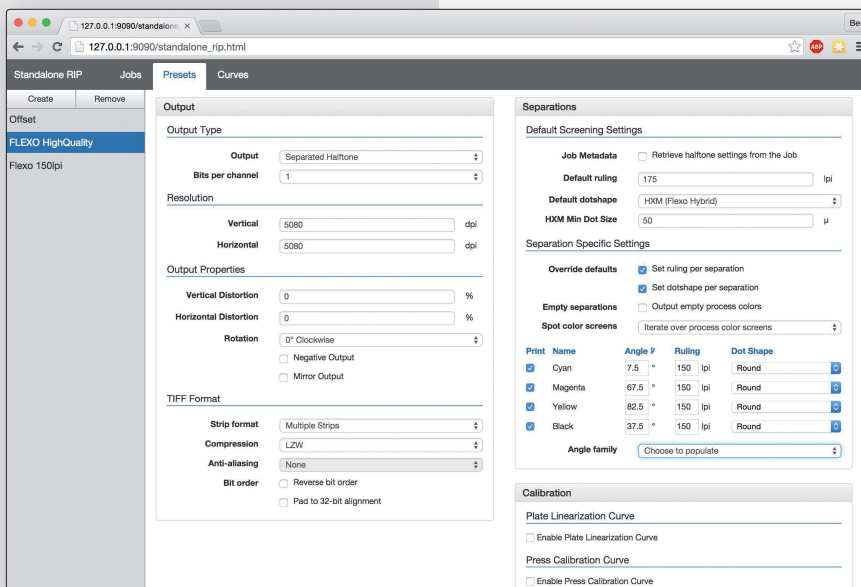 127.0.0.1:9090/standalone
Be
127.0.0.1:9090/standalone_rip.html
ABP
Standalone RIP Jobs Presets Curves
Create Remove
Offset
FLEXO HighQuality
Flexo 150lpi
Output
Output Type
Output Separated Halftone
Bits per channel 1
Resolution
Vertical 5080 dpi
Horizontal 5080 dpi
Output Properties
Vertical Distortion 0 %
Horizontal Distortion 0 %
Rotation 0° Clockwise
Negative Output
Mirror Output
TIFF Format
Strip format Multiple Strips
Compression LZW
Anti-aliasing None
Bit order Reverse bit order
Pad to 32-bit alignment
Separations
Default Screening Settings
Job Metadata Retrieve halftone settings from the Job
Default ruling 175 lpi
Default dotshape HXM (Flexo Hybrid)
HXM Min Dot Size 50 µ
Separation Specific Settings
Override defaults Set ruling per separation
Set dotshape per separation
Empty separations Output empty process colors
Spot color screens Iterate over process color screens
Print Name Angle Ruling Dot Shape
Cyan 7.5 ° 150 lpi Round
Magenta 67.5 ° 150 lpi Round
Yellow 82.5 ° 150 lpi Round
Black 37.5 ° 150 lpi Round
Angle family Choose to populate
Calibration
Plate Linearization Curve
Enable Plate Linearization Curve
Press Calibration Curve
Enable Press Calibration Curve